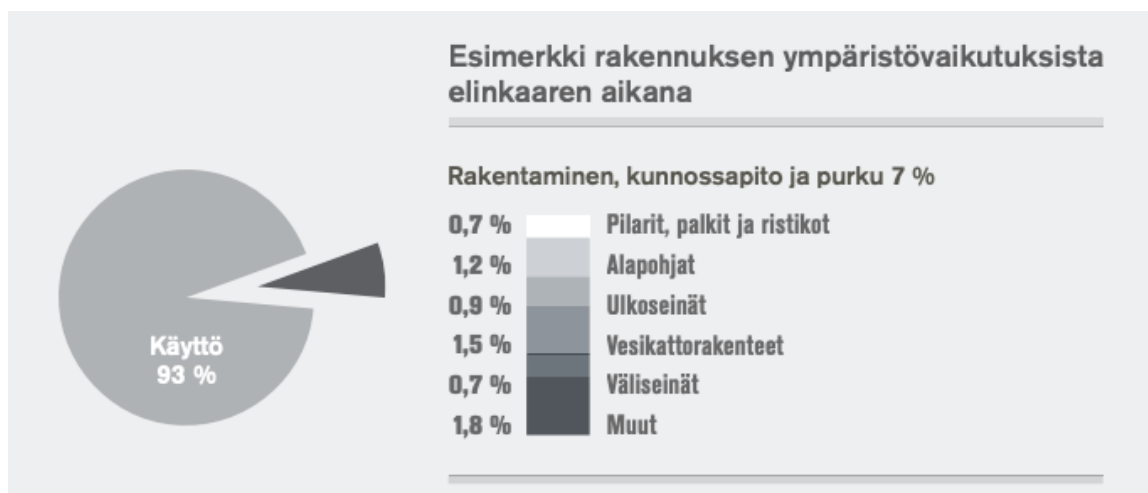 Esimerkki rakennuksen ympäristövaikutuksista
elinkaaren aikana
Rakentaminen, kunnossapito ja purku 7 %
0,7 % Pilarit, palkit ja ristikot
1,2 % Alapohjat
0,9 % Ulkoseinät
1,5 % Vesikattorakenteet
0,7 % Väliseinät
1,8 % Muut
Käyttö
93 %